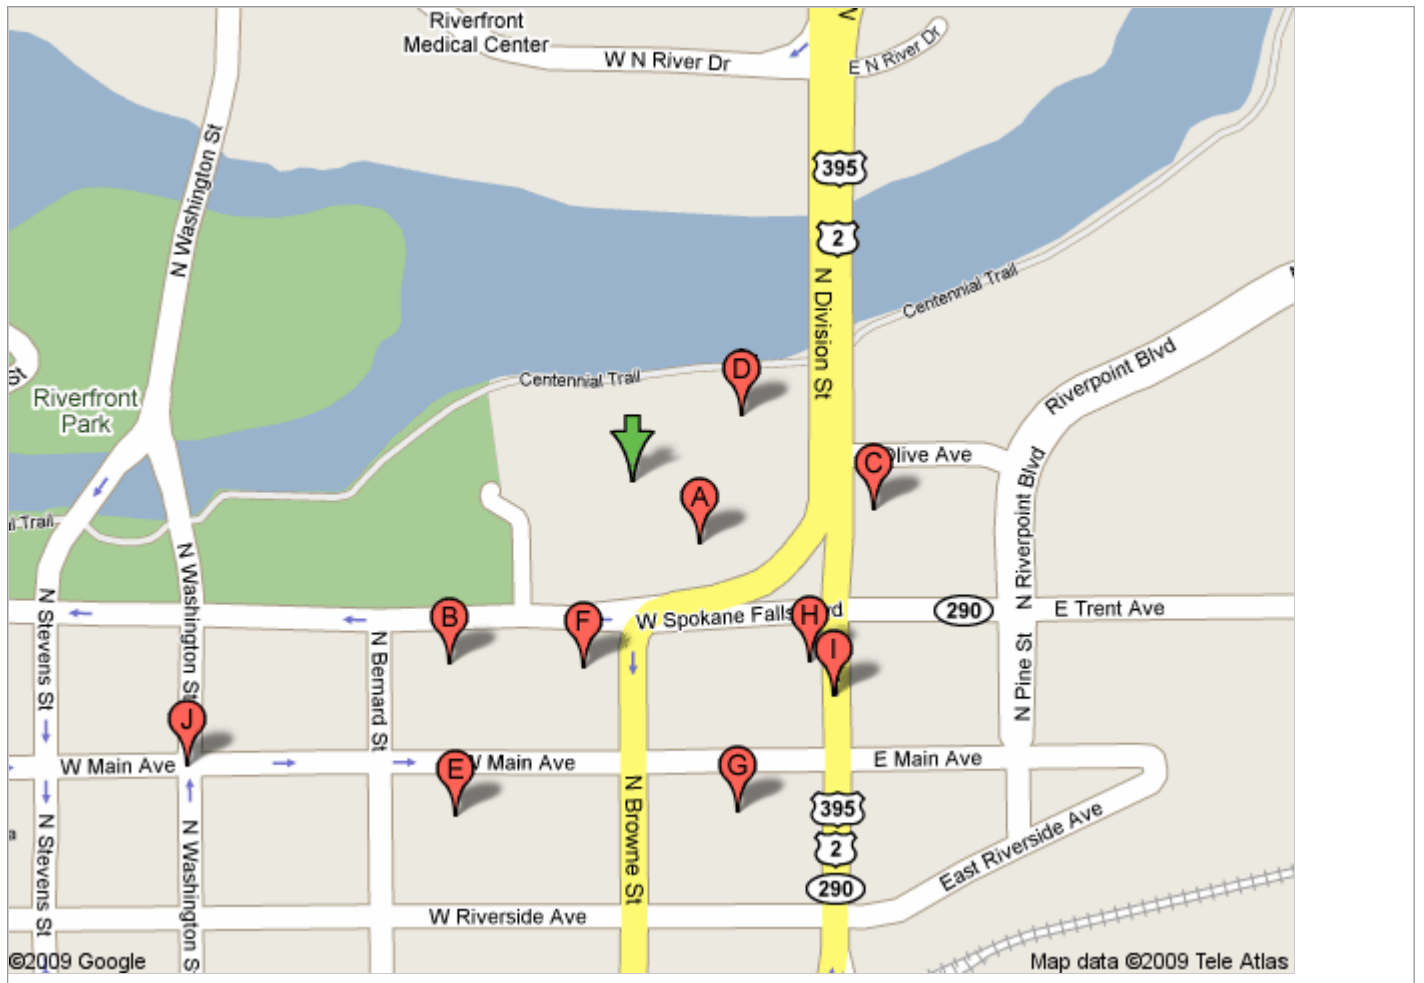 Riverfront
Medical Center
W N River Dr
E N River Dr
N Washington St
395
2
N Division St
Centennial Trail
Centennial Trail
Riverpoint Blvd
St
Riverfront
Park
D
C
Olive Ave
A
N Riverpoint Blvd
Trail
N Washington St
N Stevens St
B
F
W Spokane Falls
H
290
E Trent Ave
N Bernard St
I
N Pine St
J
W Main Ave
E
W Main Ave
G
E Main Ave
N Browne St
395
2
290
East Riverside Ave
N Stevens St
N Washington S
W Riverside Ave
©2009 Google
Map data ©2009 Tele Atlas